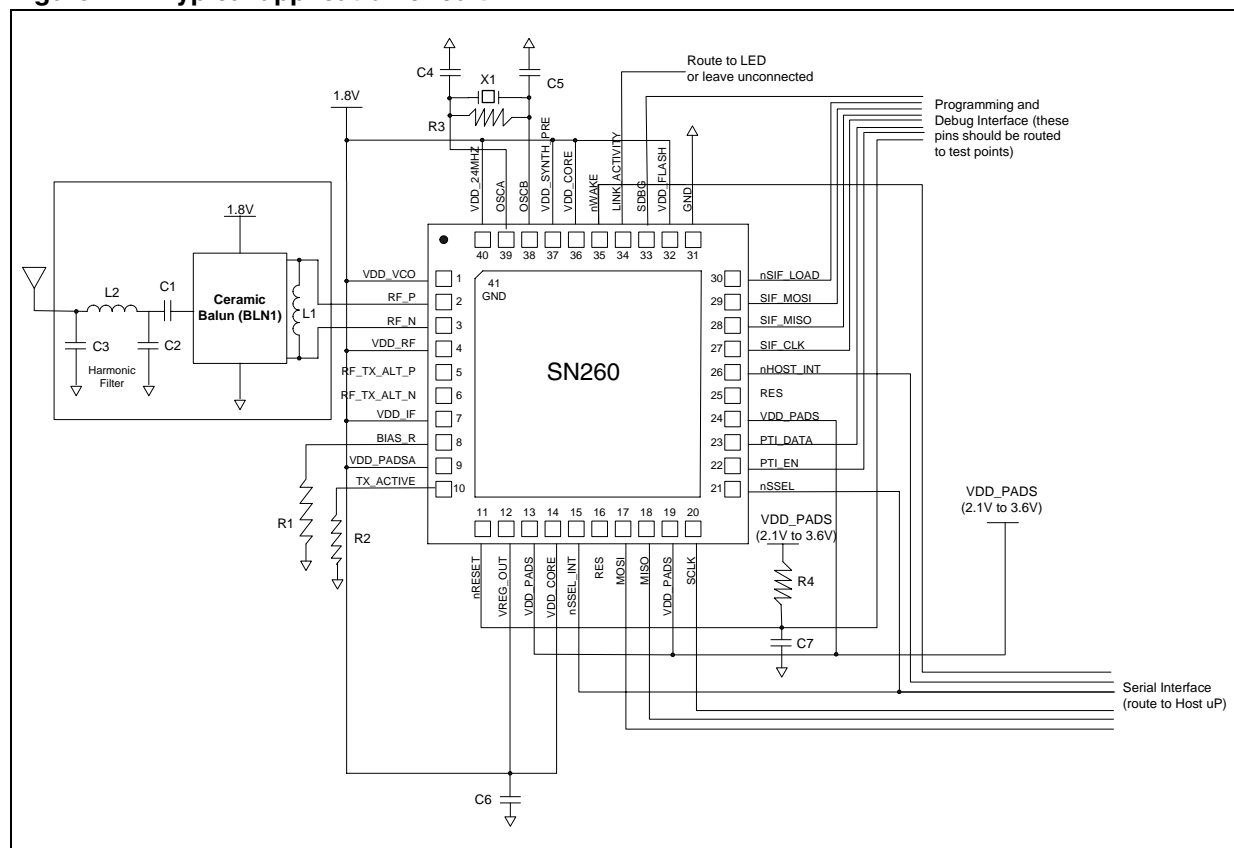 Route to LED
or leave unconnected
C4
X1
C5
R3
1.8V
Programming and
Debug Interface (these
pins should be routed
to test points)
VDD_24MHZ
OSCA
OSCB
VDD_SYNTH_PRE
VDD_CORE
nWAKE
LINK_ACTIVITY
SDBG
VDD_FLASH
GND
40 39 38 37 36 35 34 33 32 31
1.8V
Ceramic
Balun (BLN1)
L2
C1
L1
C3
C2
Harmonic
Filter
VDD_VCO 1
RF_P 2
RF_N 3
VDD_RF 4
RF_TX_ALT_P 5
RF_TX_ALT_N 6
VDD_IF 7
BIAS_R 8
VDD_PADSA 9
TX_ACTIVE 10
41
GND
SN260
30 nSIF_LOAD
29 SIF_MOSI
28 SIF_MISO
27 SIF_CLK
26 nHOST_INT
25 RES
24 VDD_PADS
23 PTI_DATA
22 PTI_EN
21 nSSEL
R1
R2
11 12 13 14 15 16 17 18 19 20
nRESET
VREG_OUT
VDD_PADS
VDD_CORE
nSSEL_INT
RES
MOSI
MISO
VDD_PADS
SCLK
VDD_PADS
(2.1V to 3.6V)
R4
C7
VDD_PADS
(2.1V to 3.6V)
Serial Interface
(route to Host uP)
C6